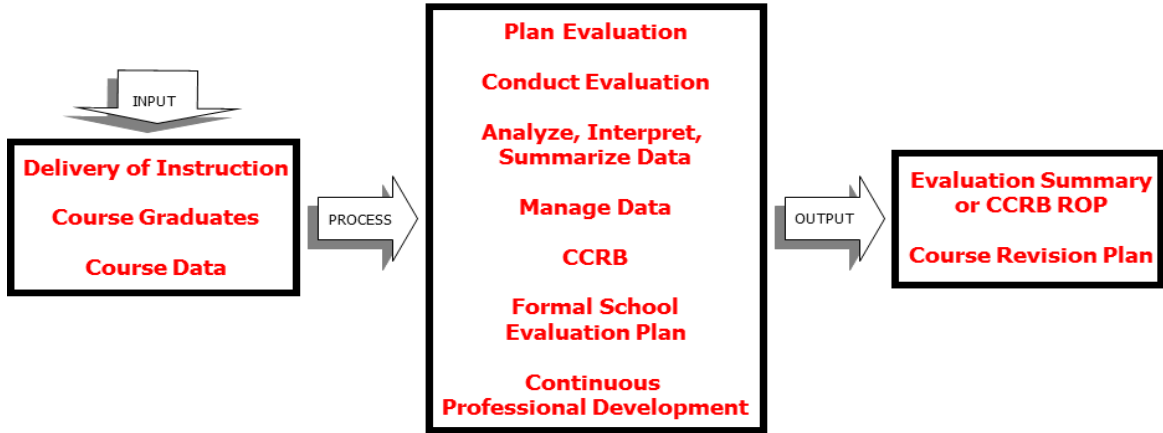 INPUT
Delivery of Instruction
Course Graduates
Course Data
PROCESS
Plan Evaluation
Conduct Evaluation
Analyze, Interpret,
Summarize Data
Manage Data
CCRB
Formal School
Evaluation Plan
Continuous
Professional Development
OUTPUT
Evaluation Summary
or CCRB ROP
Course Revision Plan